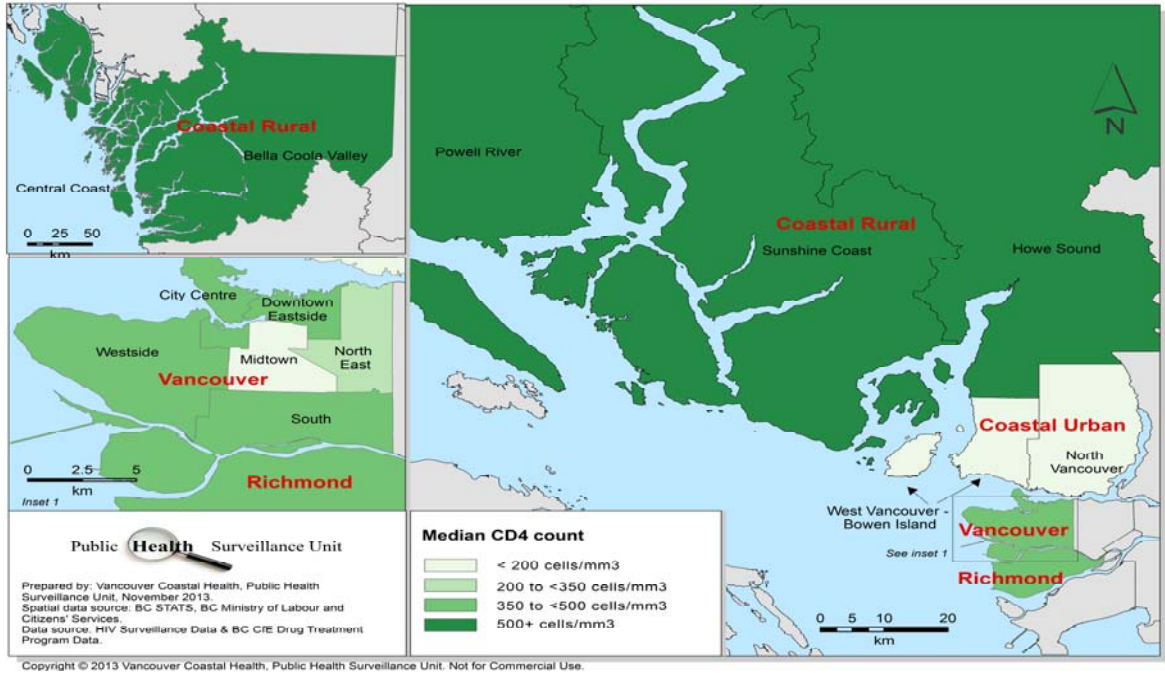 Coastal Rural
Bella Coola Valley
Central Coast
0 25 50
km
City Centre
Downtown
Eastside
Westside
Midtown
North
East
Vancouver
South
0 2.5 5
km
Richmond
Inset 1
Public Health Surveillance Unit
Prepared by: Vancouver Coastal Health, Public Health
Surveillance Unit, November 2013.
Spatial data source: BC STATS, BC Ministry of Labour and
Citizens' Services.
Data source: HIV Surveillance Data & BC CfE Drug Treatment
Program Data.
Powell River
N
Coastal Rural
Sunshine Coast
Howe Sound
Coastal Urban
North
Vancouver
West Vancouver -
Bowen Island
Vancouver
See inset 1
Richmond
0 10 20
km
Median CD4 count
< 200 cells/mm3
200 to <350 cells/mm3
350 to <500 cells/mm3
500+ cells/mm3
Copyright © 2013 Vancouver Coastal Health, Public Health Surveillance Unit. Not for Commercial Use.